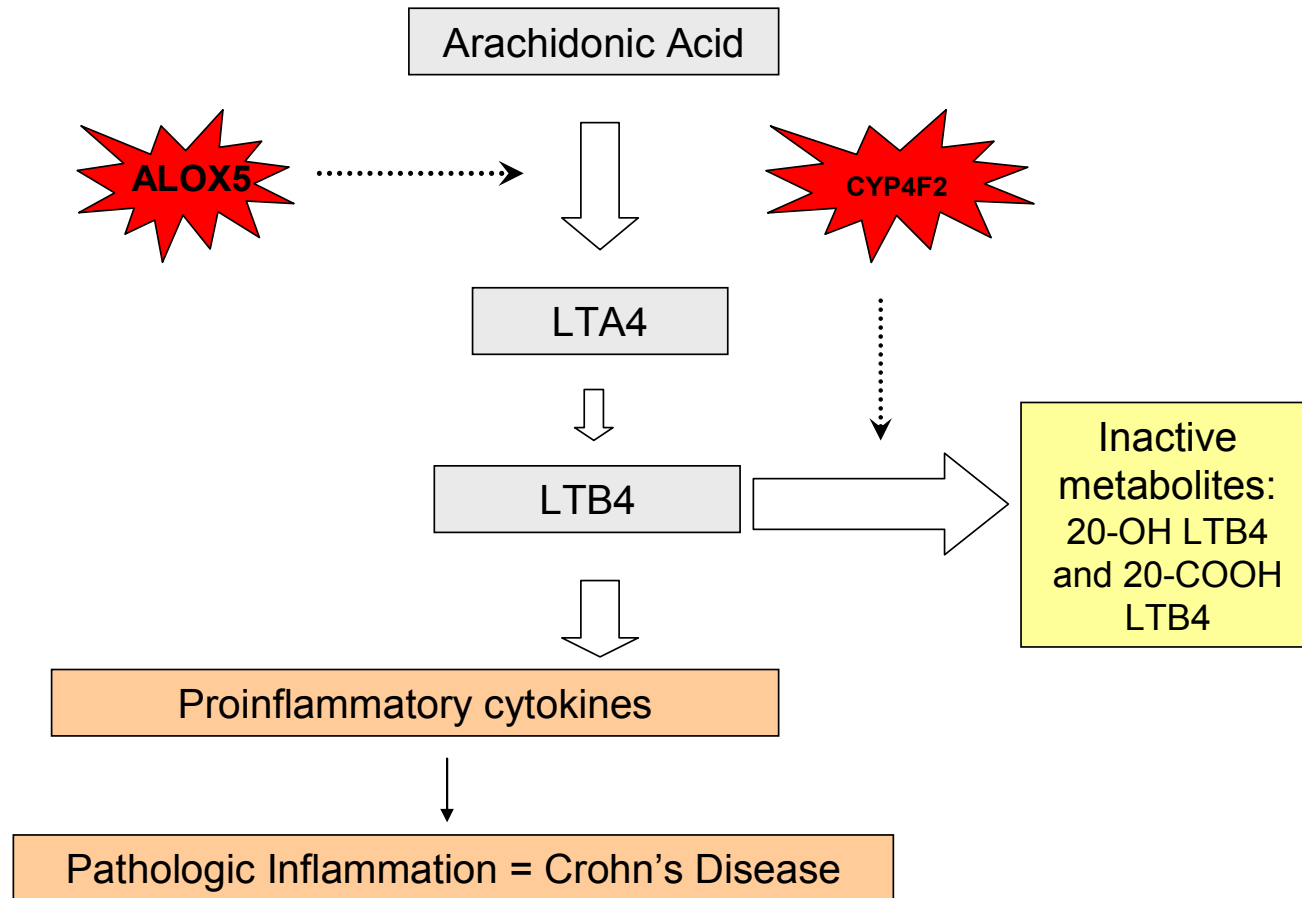 Arachidonic Acid
ALOX5
CYP4F2
LTA4
LTB4
Inactive
metabolites:
20-OH LTB4
and 20-COOH
LTB4
Proinflammatory cytokines
Pathologic Inflammation = Crohn’s Disease